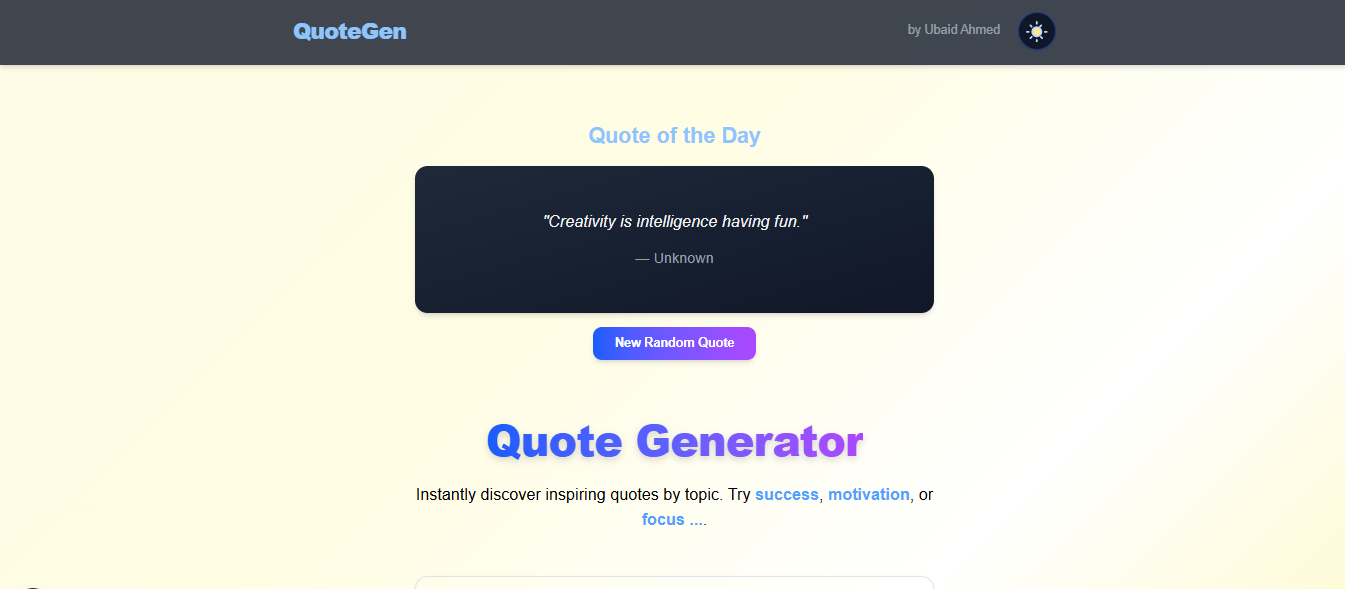 QuoteGen
by Ubaid Ahmed
Quote of the Day
"Creativity is intelligence having fun."
— Unknown
New Random Quote
Quote Generator
Instantly discover inspiring quotes by topic. Try success, motivation, or
focus ....